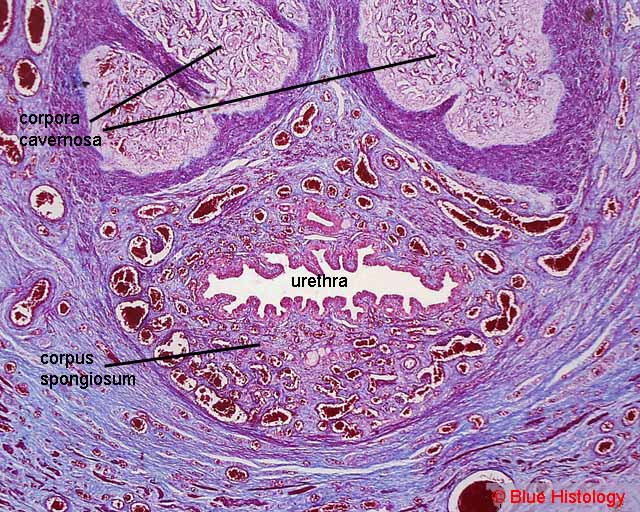 corpora
cavernosa
urethra
corpus
spongiosum
© Blue Histology